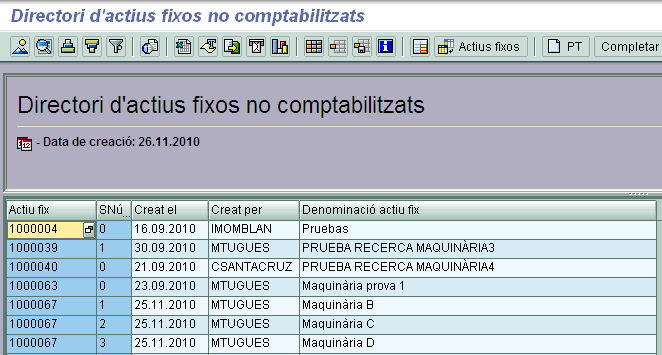 Directori d'actius fixos no comptabilitzats
Actius fixos PT Completar
Directori d'actius fixos no comptabilitzats
- Data de creació: 26.11.2010
Actiu fix SNú... Creat el Creat per Denominació actiu fix
1000004 0 16.09.2010 IMOMBLAN Pruebas
1000039 1 30.09.2010 MTUGUES PRUEBA RECERCA MAQUINÀRIA3
1000040 0 21.09.2010 CSANTACRUZ PRUEBA RECERCA MAQUINÀRIA4
1000063 0 23.09.2010 MTUGUES Maquinària prova 1
1000067 1 25.11.2010 MTUGUES Maquinària B
1000067 2 25.11.2010 MTUGUES Maquinària C
1000067 3 25.11.2010 MTUGUES Maquinària D